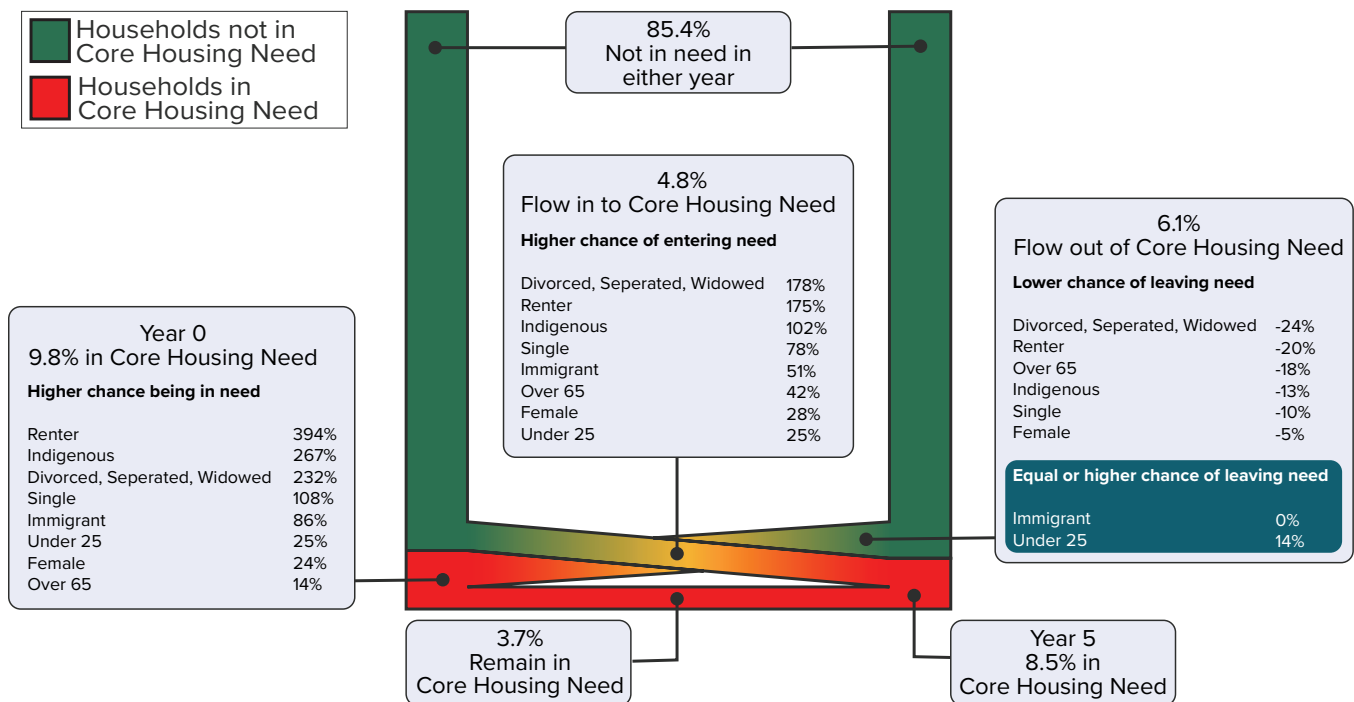 Households not in
Core Housing Need
Households in
Core Housing Need
85.4%
Not in need in
either year
4.8%
Flow in to Core Housing Need
Higher chance of entering need
Divorced, Seperated, Widowed 178%
Renter 175%
Indigenous 102%
Single 78%
Immigrant 51%
Over 65 42%
Female 28%
Under 25 25%
6.1%
Flow out of Core Housing Need
Lower chance of leaving need
Divorced, Seperated, Widowed -24%
Renter -20%
Over 65 -18%
Indigenous -13%
Single -10%
Female -5%
Equal or higher chance of leaving need
Immigrant 0%
Under 25 14%
Year 0
9.8% in Core Housing Need
Higher chance being in need
Renter 394%
Indigenous 267%
Divorced, Seperated, Widowed 232%
Single 108%
Immigrant 86%
Under 25 25%
Female 24%
Over 65 14%
3.7%
Remain in
Core Housing Need
Year 5
8.5% in
Core Housing Need